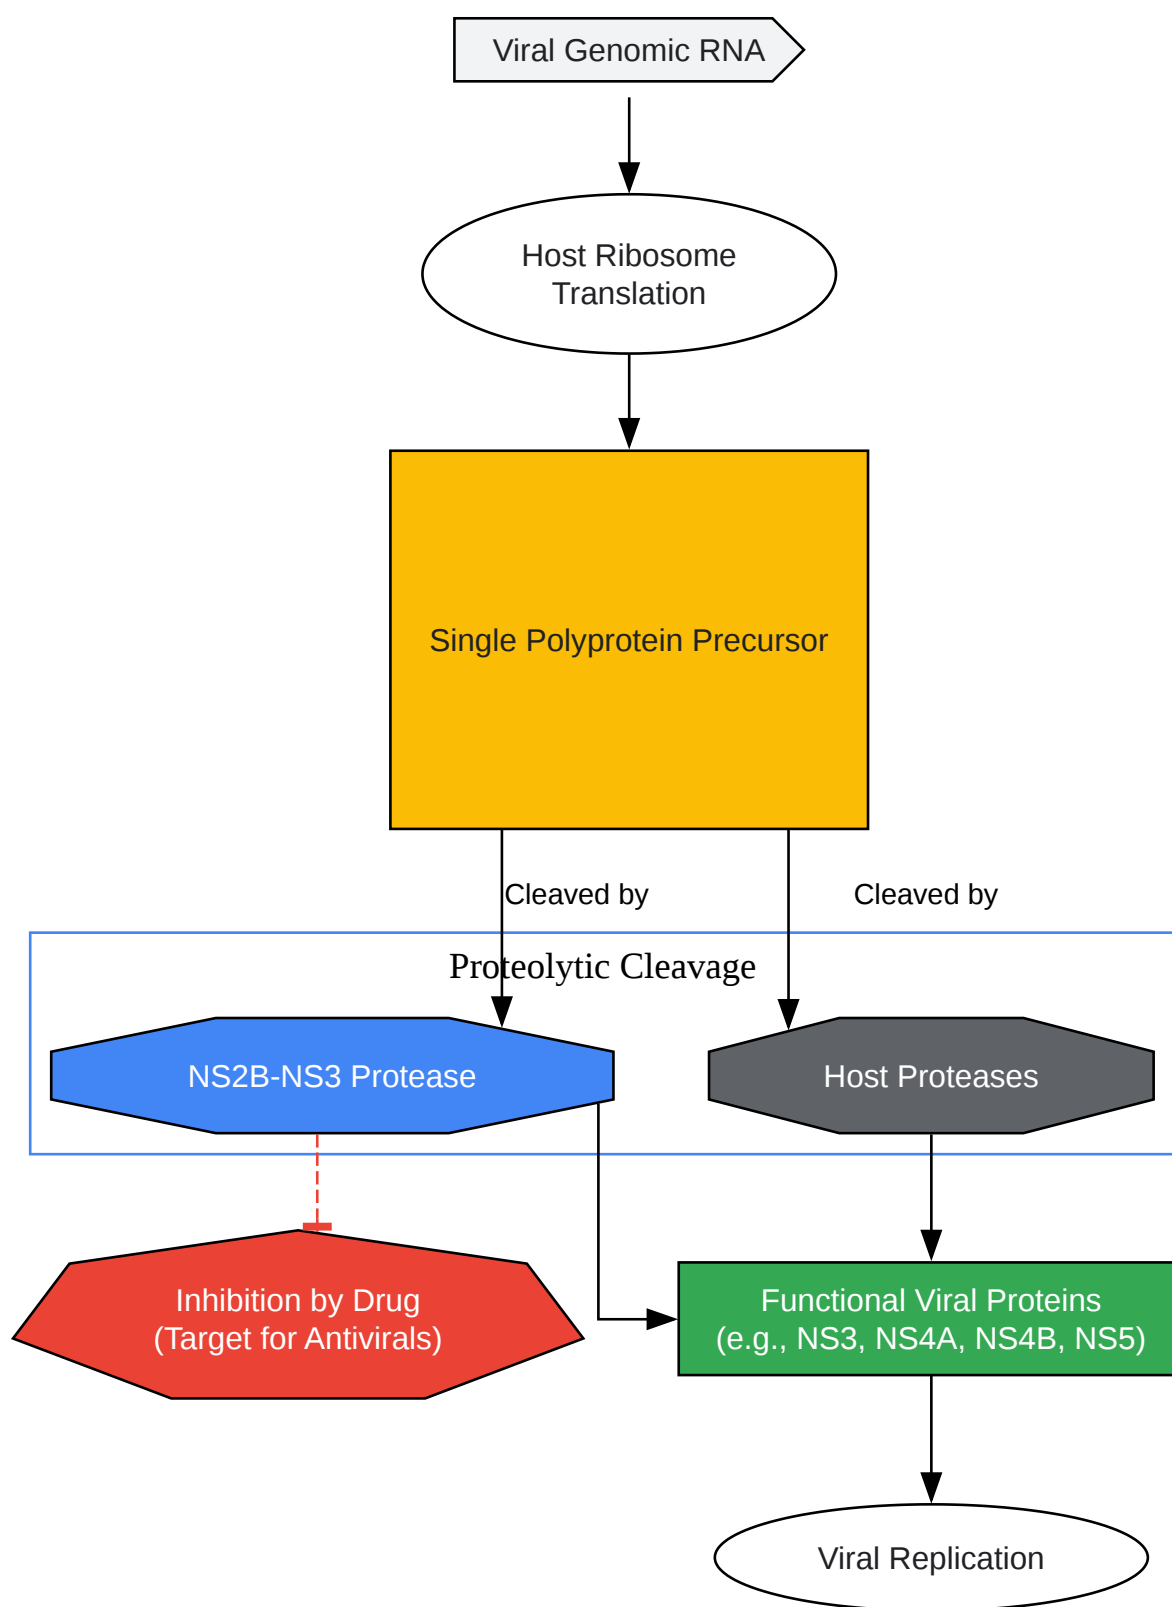 Viral Genomic RNA
Host Ribosome
Translation
Single Polyprotein Precursor
Cleaved by
Cleaved by
Proteolytic Cleavage
NS2B-NS3 Protease
Host Proteases
Inhibition by Drug
(Target for Antivirals)
Functional Viral Proteins
(e.g., NS3, NS4A, NS4B, NS5)
Viral Replication